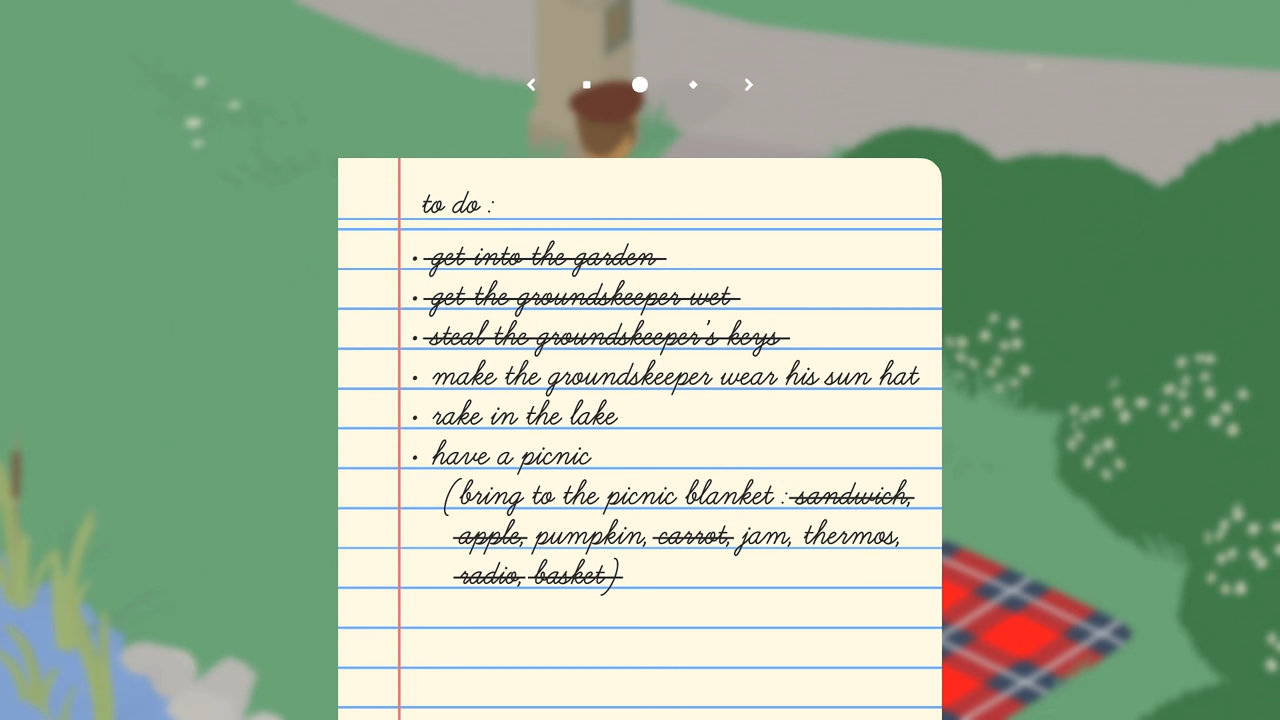 to do :
• get into the garden
• get the groundskeeper wet
• steal the groundskeeper's keys
• make the groundskeeper wear his sun hat
• rake in the lake
• have a picnic
(bring to the picnic blanket : sandwich,
apple, pumpkin, carrot, jam, thermos,
radio, basket)